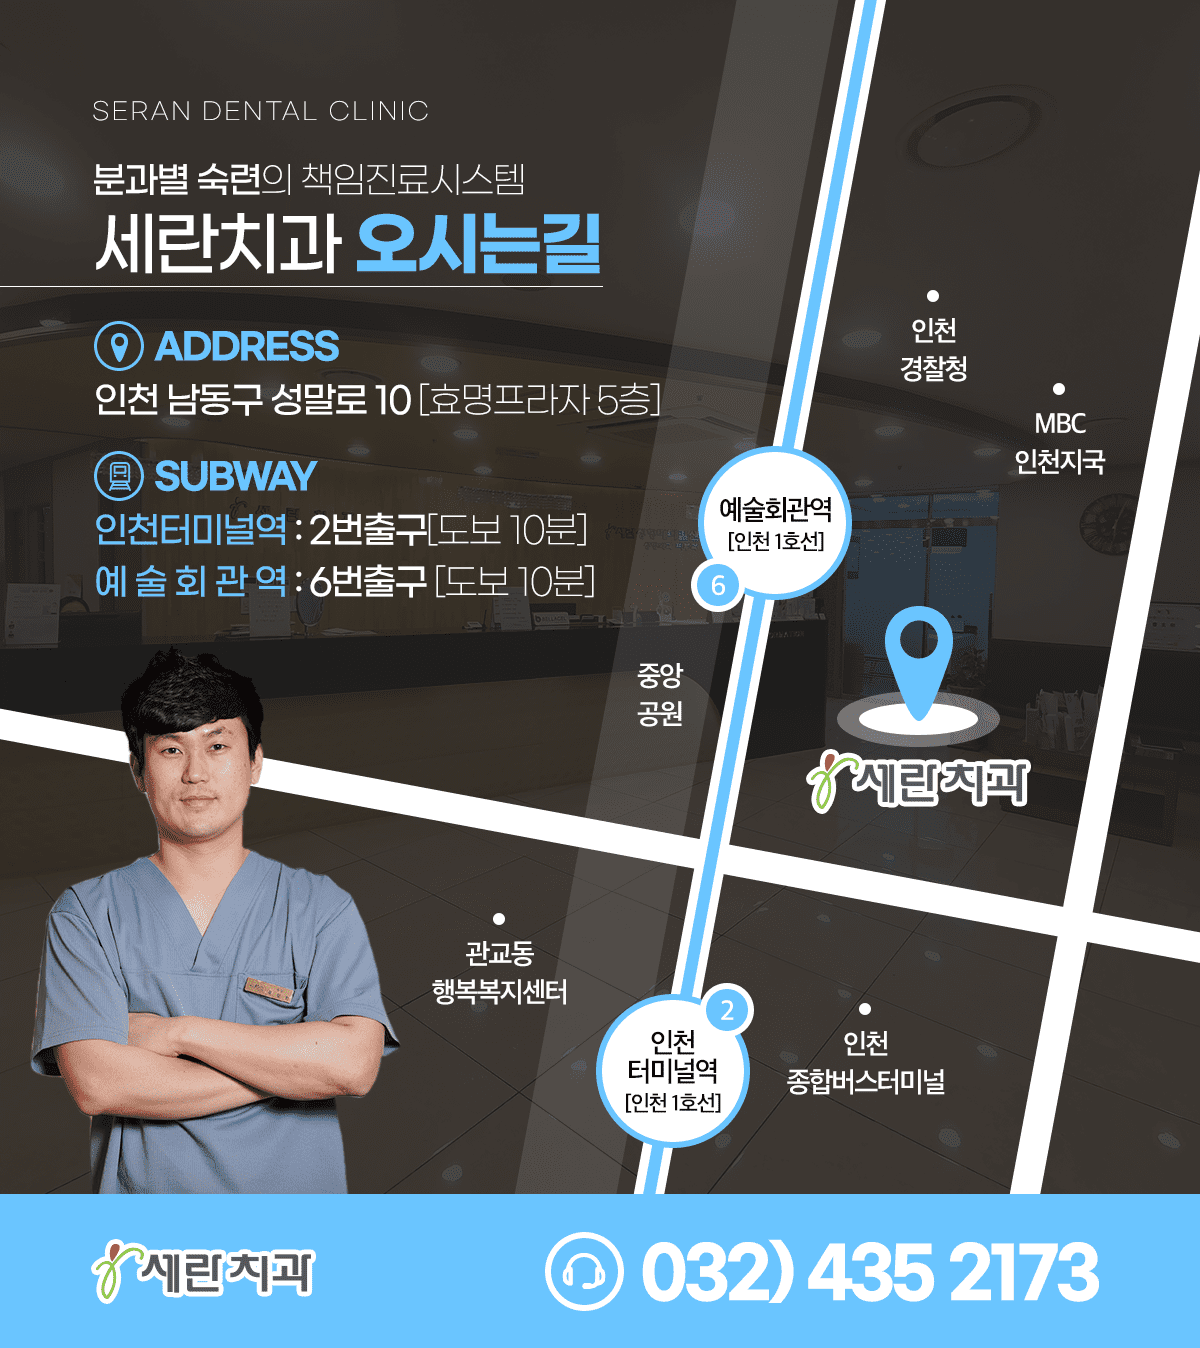 SERAN DENTAL CLINIC
분과별 숙련의 책임진료시스템
세란치과 오시는길
ADDRESS
인천 남동구 성말로 10 [효명프라자 5층]
SUBWAY
인천터미널역 : 2번출구[도보 10분]
예 술 회 관 역 : 6번출구 [도보 10분]
인천
경찰청
MBC
인천지국
예술회관역
[인천 1호선]
6
중앙
공원
세란치과
관교동
행복복지센터
2
인천
터미널역
[인천 1호선]
인천
종합버스터미널
세란치과
032) 435 2173